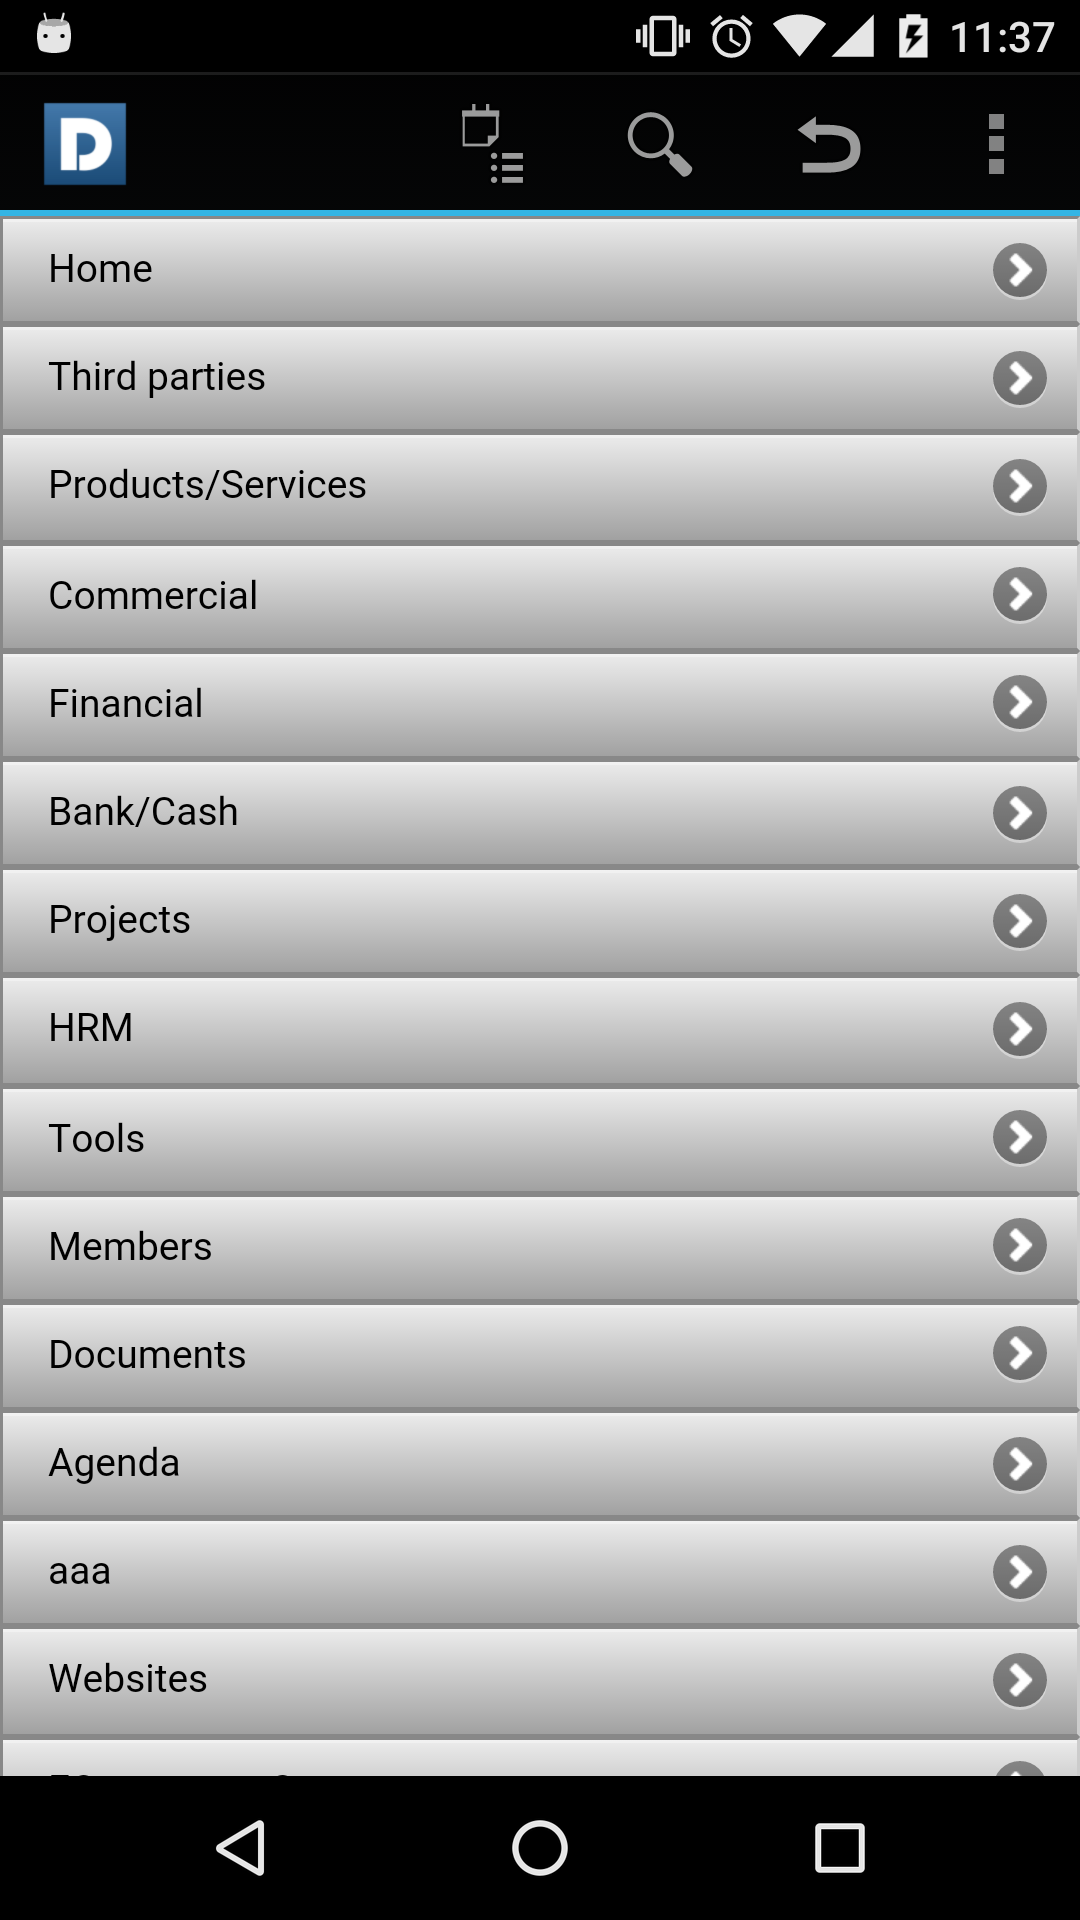 11:37
D
Home
Third parties
Products/Services
Commercial
Financial
Bank/Cash
Projects
HRM
Tools
Members
Documents
Agenda
aaa
Websites